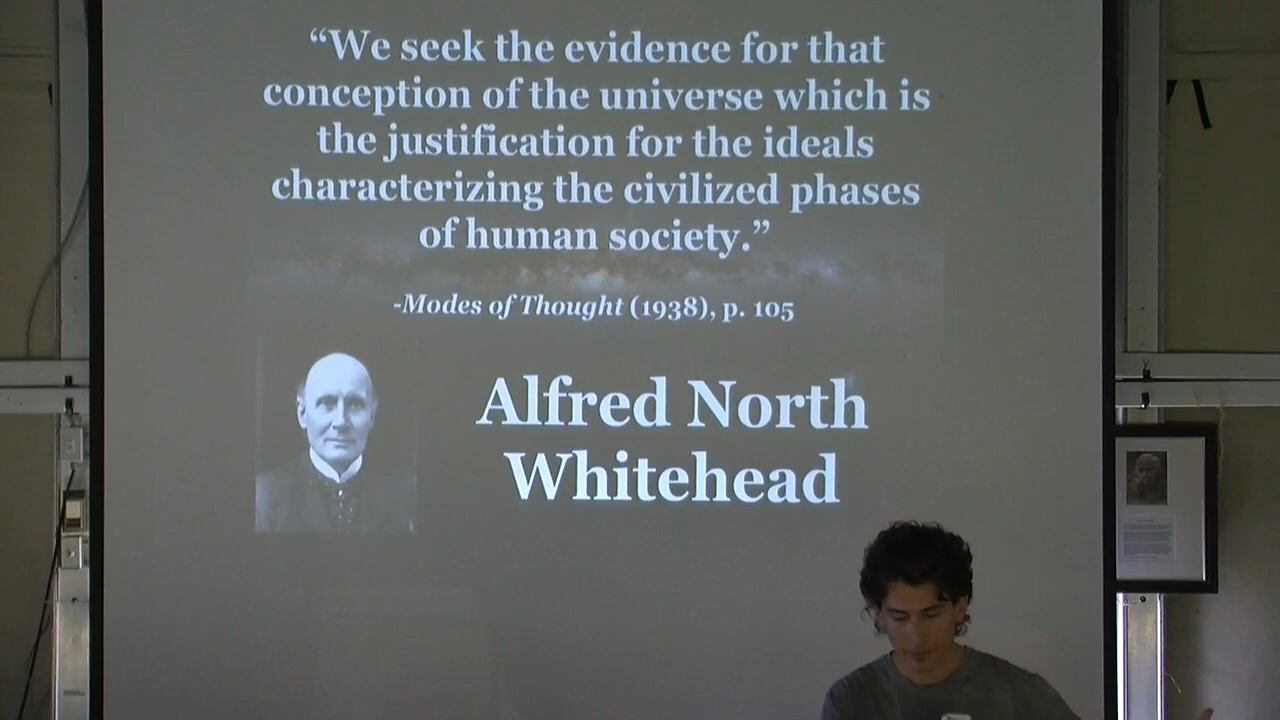 “We seek the evidence for that
conception of the universe which is
the justification for the ideals
characterizing the civilized phases
of human society.”
-Modes of Thought (1938), p. 105
Alfred North
Whitehead